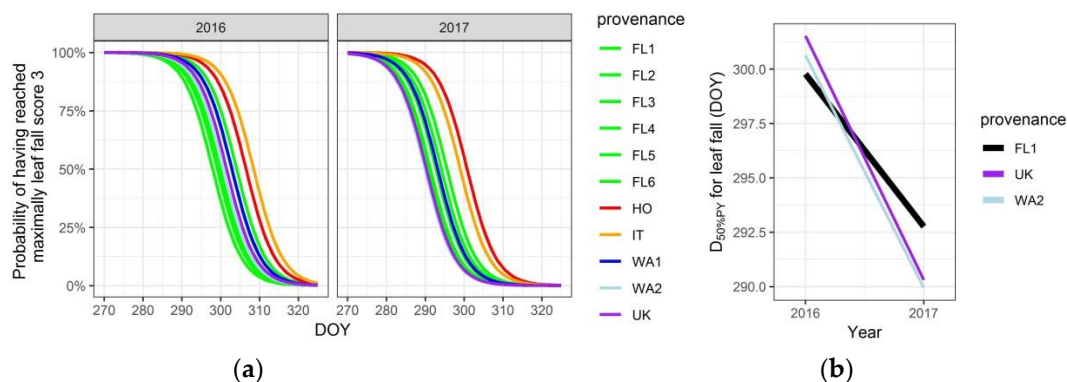 2016
2017
Probability of having reached
maximally leaf fall score 3
100%
75%
50%
25%
0%
270 280 290 300 310 320
270 280 290 300 310 320
DOY
provenance
FL1
FL2
FL3
FL4
FL5
FL6
HO
IT
WA1
WA2
UK
(a)
D50%PY for leaf fall (DOY)
300.0
297.5
295.0
292.5
290.0
2016 2017
Year
provenance
FL1
UK
WA2
(b)